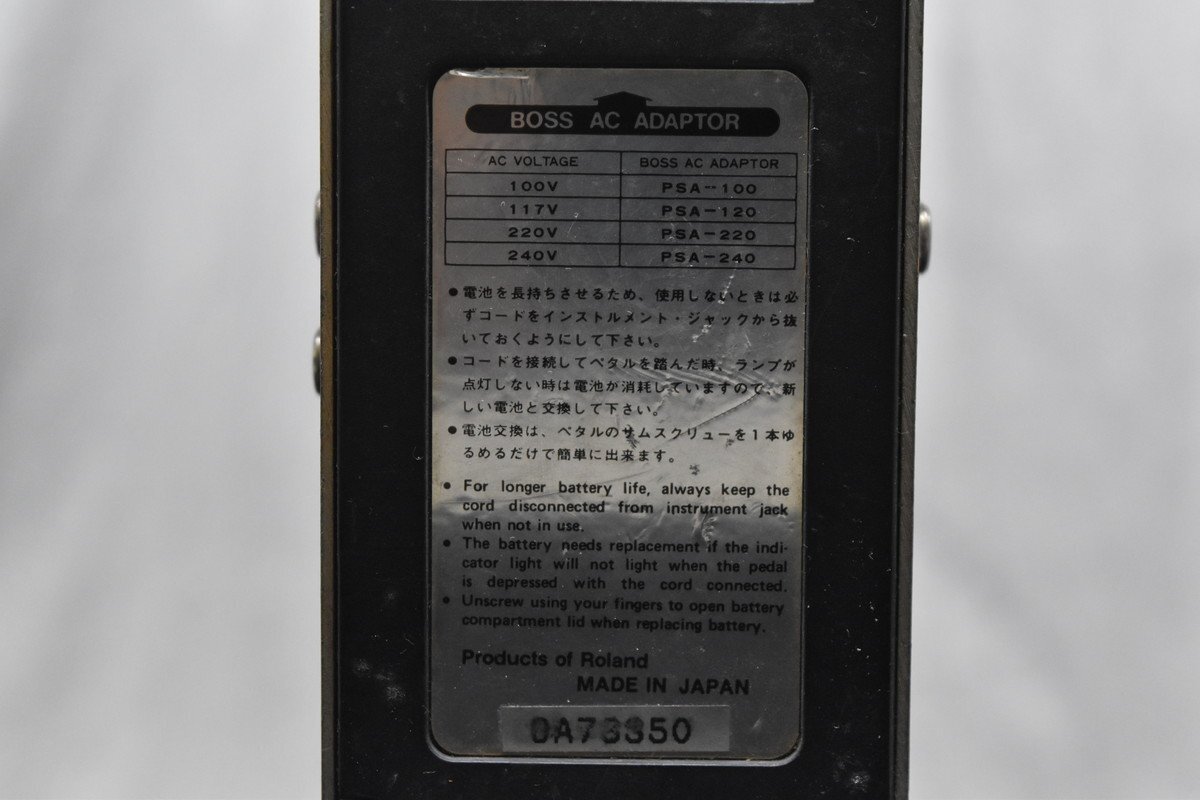 BOSS AC ADAPTOR
AC VOLTAGE BOSS AC ADAPTOR
100V PSA-100
117V PSA-120
220V PSA-220
240V PSA-240
●電池を長持ちさせるため、使用しないときは必
ずコードをインストルメント・ジャックから抜
いておくようにして下さい。
●コードを接続してペタルを踏んだ時、ランプが
点灯しない時は電池が消耗していますので、新
しい電池と交換して下さい。
●電池交換は、ペタルのサムスクリューを1本ゆ
るめるだけで簡単に出来ます。
● For longer battery life, always keep the
cord disconnected from instrument jack
when not in use.
● The battery needs replacement if the indi-
cator light will not light when the pedal
is depressed with the cord connected.
● Unscrew using your fingers to open battery
compartment lid when replacing battery.
Products of Roland
MADE IN JAPAN